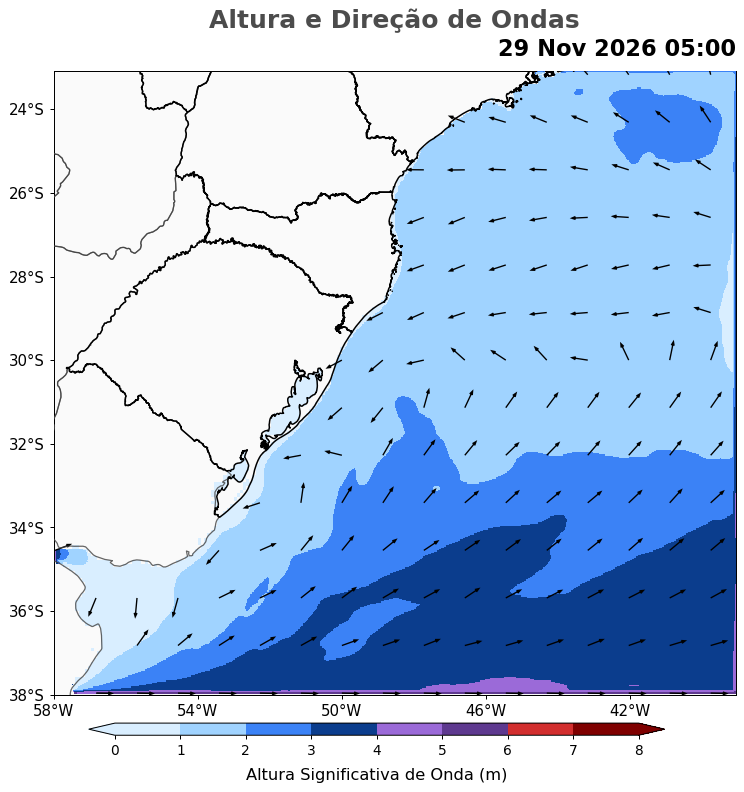 Altura e Direção de Ondas
29 Nov 2026 05:00
24°S
26°S
28°S
30°S
32°S
34°S
36°S
38°S
58°W 54°W 50°W 46°W 42°W
0 1 2 3 4 5 6 7 8
Altura Significativa de Onda (m)